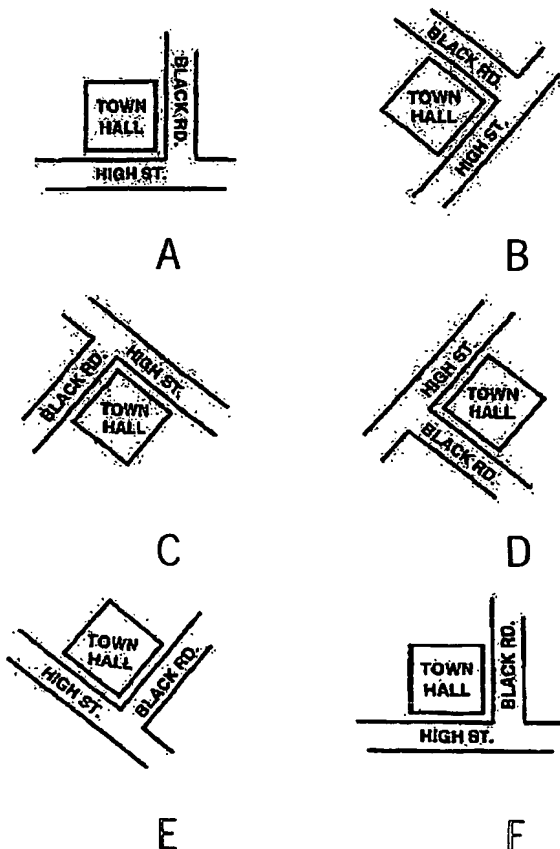 TOWN
HALL
BLACK RD.
HIGH ST.
A
BLACK RD.
TOWN
HALL
HIGH ST.
B
BLACK RD.
HIGH ST.
TOWN
HALL
C
HIGH ST.
TOWN
HALL
BLACK RD.
D
TOWN
HALL
HIGH ST.
BLACK RD.
E
TOWN
HALL
BLACK RD.
HIGH ST.
F